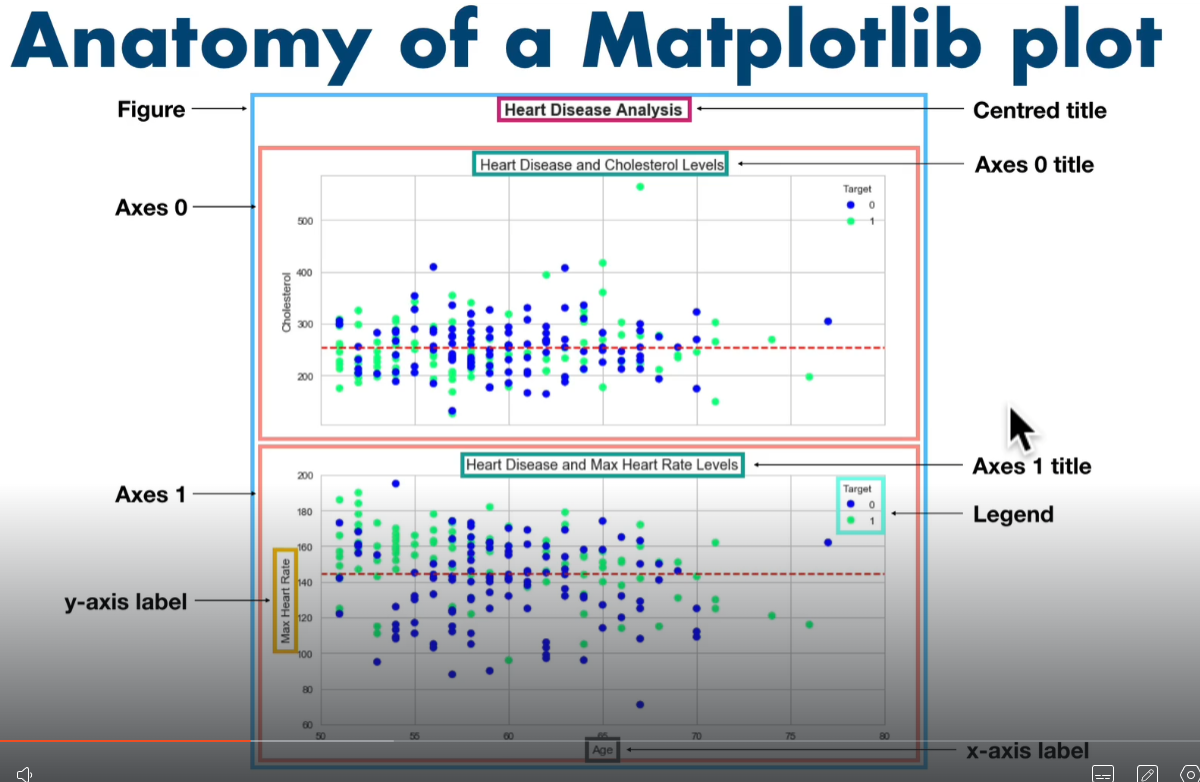 Anatomy of a Matplotlib plot
Figure
Heart Disease Analysis
Centred title
Heart Disease and Cholesterol Levels
Axes 0 title
Axes 0
Target
0
1
500
400
300
200
Cholesterol
Heart Disease and Max Heart Rate Levels
Axes 1 title
Axes 1
Target
0
1
Legend
200
180
160
140
120
100
80
60
Max Heart Rate
y-axis label
50 55 60 65 70 75 80
Age
x-axis label